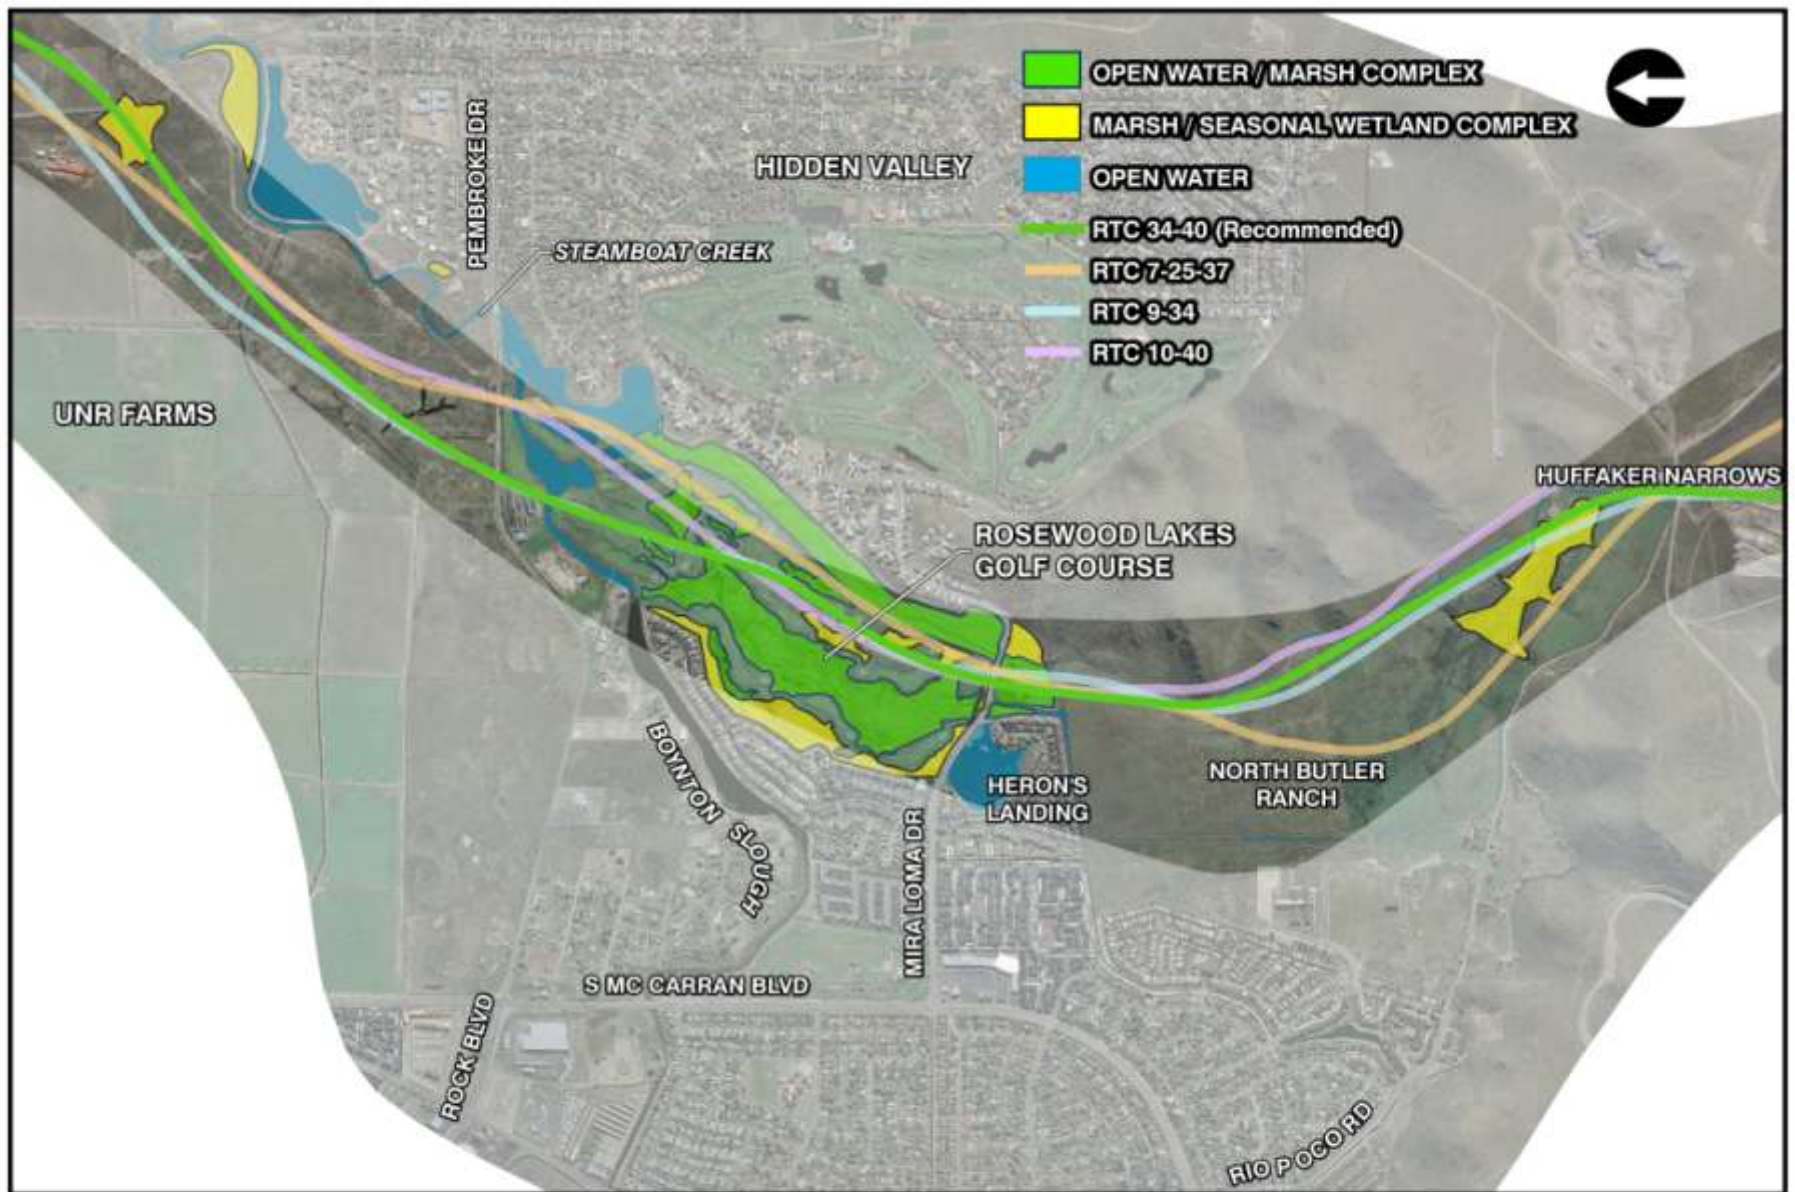 OPEN WATER / MARSH COMPLEX
MARSH / SEASONAL WETLAND COMPLEX
OPEN WATER
RTC 34-40 (Recommended)
RTC 7-25-37
RTC 9-34
RTC 10-40
PEMBROKE DR
HIDDEN VALLEY
STEAMBOAT CREEK
UNR FARMS
HUFFAKER NARROWS
ROSEWOOD LAKES
GOLF COURSE
BOYNTON SLOUGH
HERON'S
LANDING
NORTH BUTLER
RANCH
MIRA LOMA DR
S MC CARRAN BLVD
ROCK BLVD
RIO POCO RD